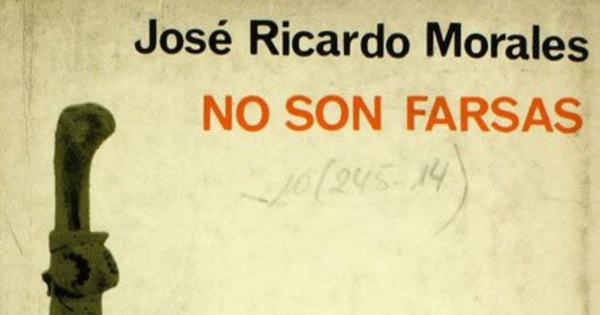 José Ricardo Morales
NO SON FARSAS
10(245-14)